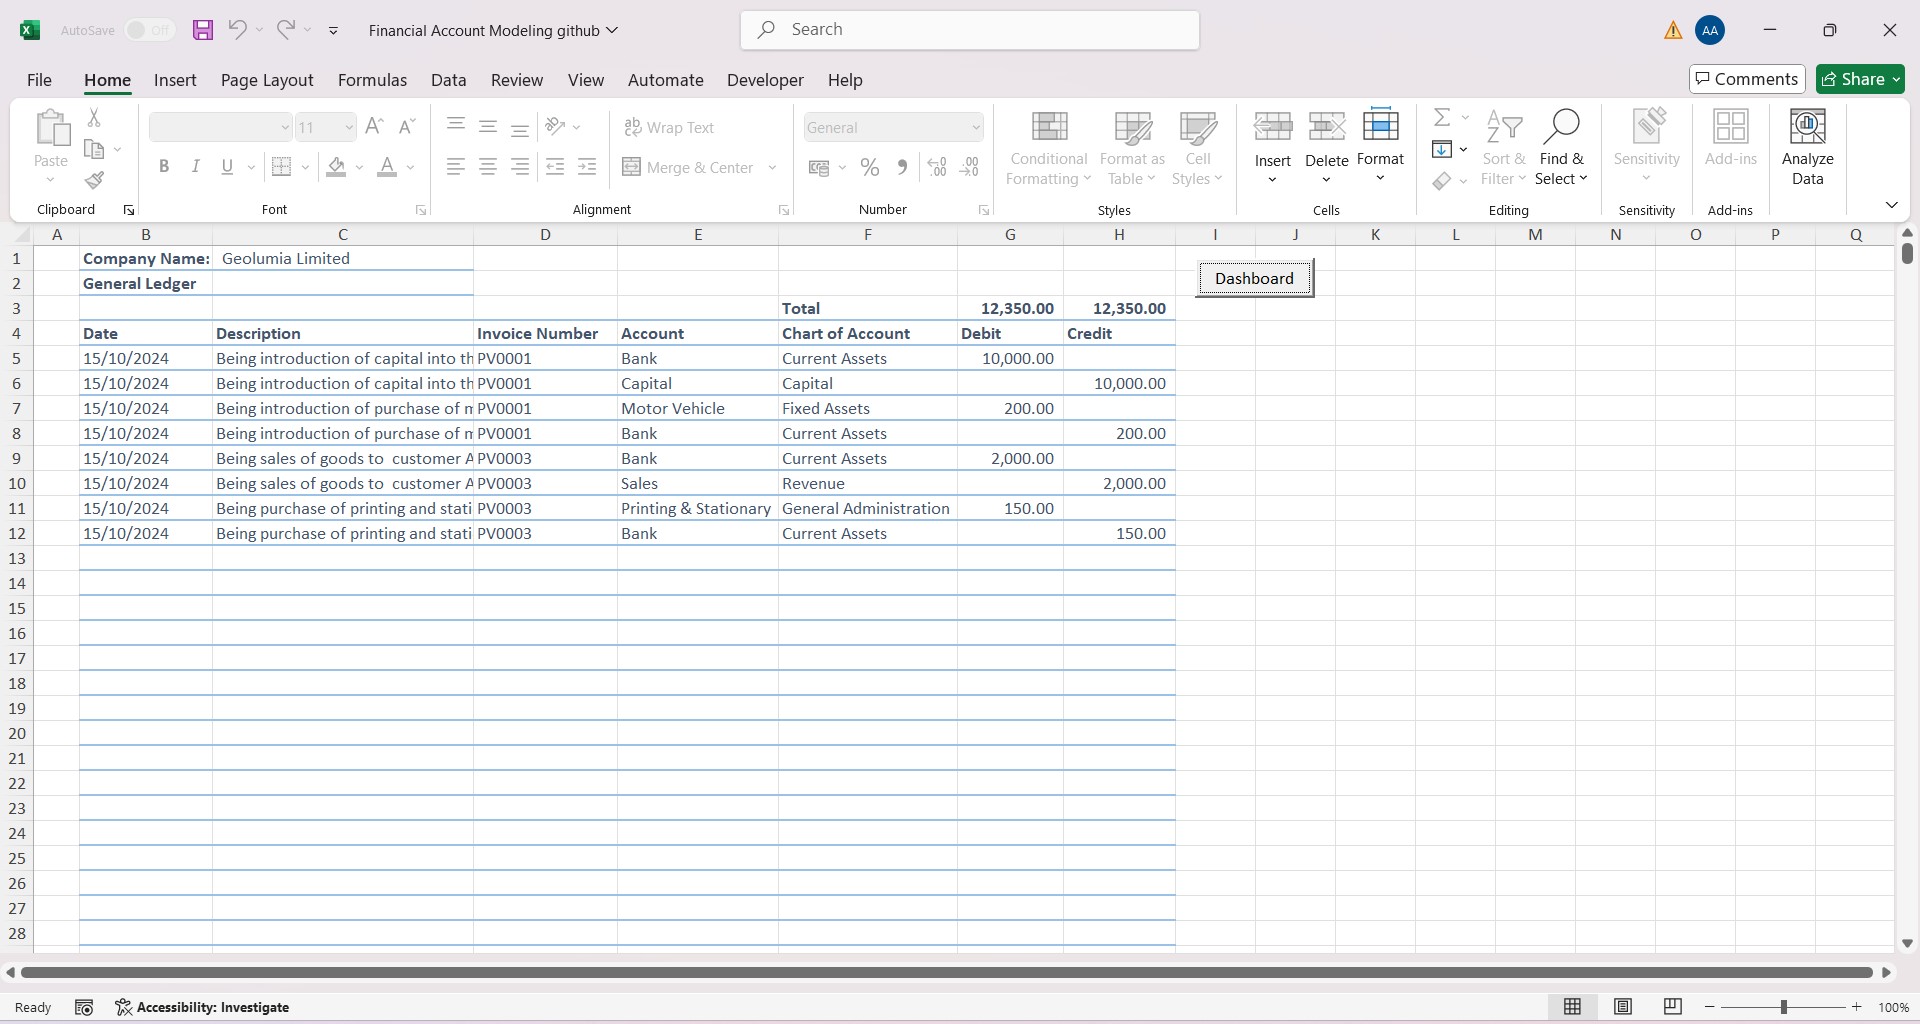 AutoSave Off Financial Account Modeling github Search AA
File Home Insert Page Layout Formulas Data Review View Automate Developer Help Comments Share
Paste
Clipboard
11
B I U A
Font
Wrap Text
Merge & Center
Alignment
General
Number
Conditional Formatting
Format as Table
Cell Styles
Styles
Insert Delete Format
Cells
Sort & Filter
Find & Select
Editing
Sensitivity
Sensitivity
Add-ins
Add-ins
Analyze Data
A B C D E F G H I J K L M N O P Q
1 Company Name: Geolumia Limited Dashboard
2 General Ledger
3 Total 12,350.00 12,350.00
4 Date Description Invoice Number Account Chart of Account Debit Credit
5 15/10/2024 Being introduction of capital into th PV0001 Bank Current Assets 10,000.00
6 15/10/2024 Being introduction of capital into th PV0001 Capital Capital 10,000.00
7 15/10/2024 Being introduction of purchase of m PV0001 Motor Vehicle Fixed Assets 200.00
8 15/10/2024 Being introduction of purchase of m PV0001 Bank Current Assets 200.00
9 15/10/2024 Being sales of goods to customer A PV0003 Bank Current Assets 2,000.00
10 15/10/2024 Being sales of goods to customer A PV0003 Sales Revenue 2,000.00
11 15/10/2024 Being purchase of printing and stati PV0003 Printing & Stationary General Administration 150.00
12 15/10/2024 Being purchase of printing and stati PV0003 Bank Current Assets 150.00
13
14
15
16
17
18
19
20
21
22
23
24
25
26
27
28
Ready Accessibility: Investigate 100%